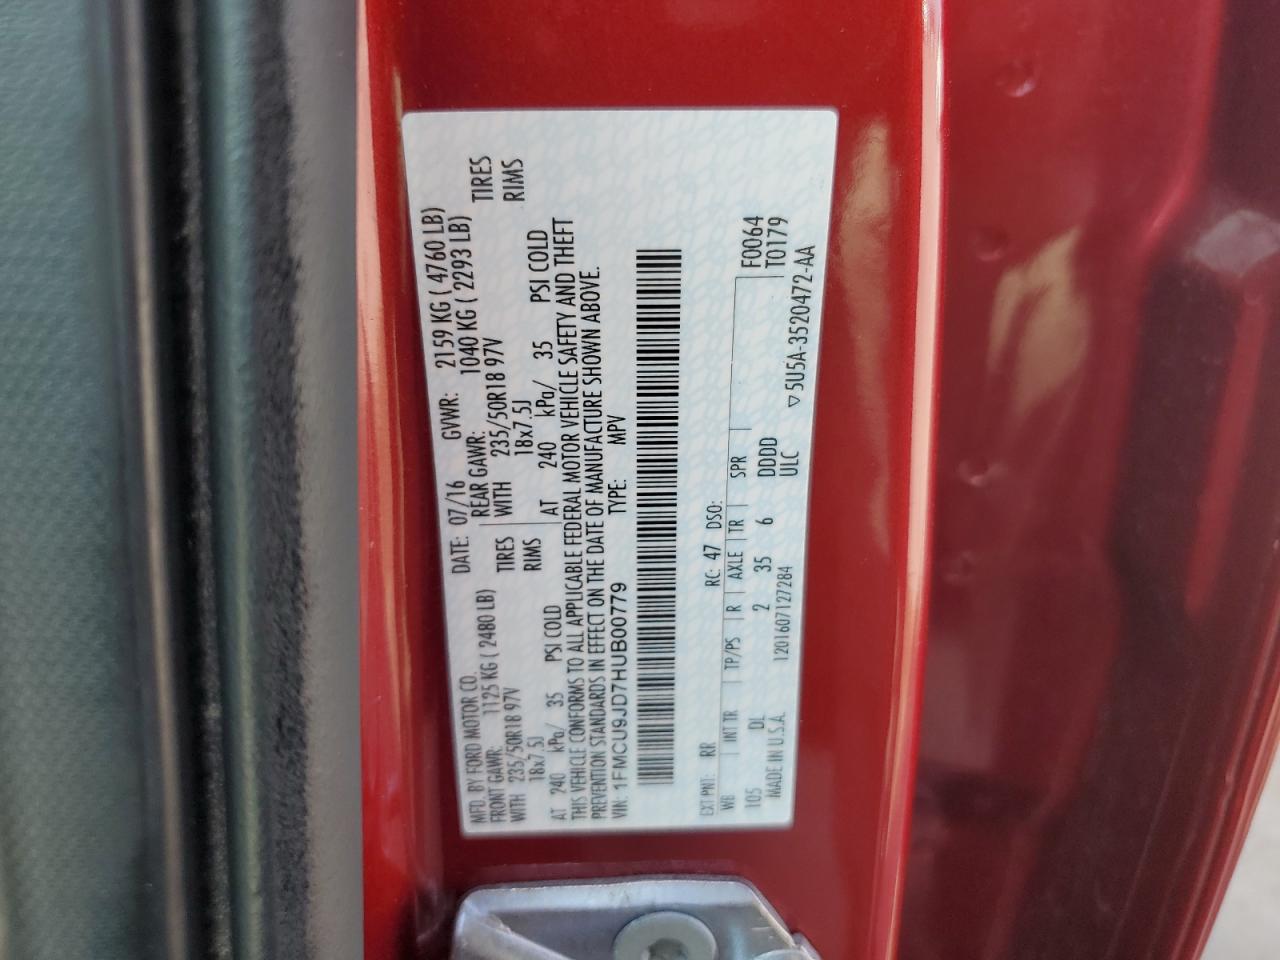 MFD. BY FORD MOTOR CO.
DATE: 07/16 GVWR: 2159 KG ( 4760 LB)
FRONT GAWR: 1125 KG ( 2480 LB) REAR GAWR: 1040 KG ( 2293 LB)
WITH 235/50R18 97V TIRES WITH 235/50R18 97V TIRES
18x7.5J RIMS 18x7.5J RIMS
AT 240 kPa/ 35 PSI COLD AT 240 kPa/ 35 PSI COLD
THIS VEHICLE CONFORMS TO ALL APPLICABLE FEDERAL MOTOR VEHICLE SAFETY AND THEFT
PREVENTION STANDARDS IN EFFECT ON THE DATE OF MANUFACTURE SHOWN ABOVE.
VIN: 1FMCU9JD7HUB00779 TYPE: MPV
EXT PNT: RR RC: 47 DSO:
WB INT TR TP/PS R AXLE TR SPR F0064
105 DL 2 35 6 DDDD T0179
MADE IN U.S.A. 1201607127284 ULC ▽5U5A-3520472-AA